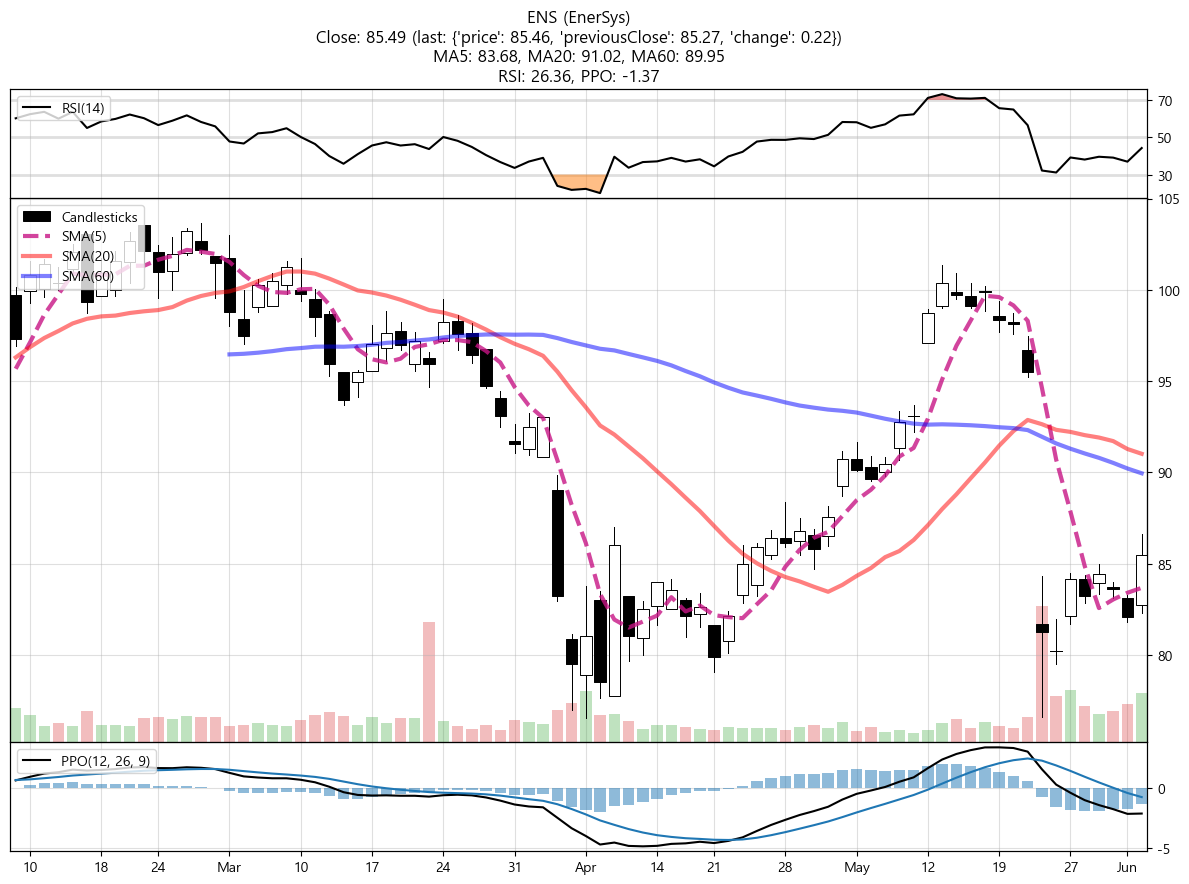 ENS (EnerSys)
Close: 85.49 (last: {'price': 85.46, 'previousClose': 85.27, 'change': 0.22})
MA5: 83.68, MA20: 91.02, MA60: 89.95
RSI: 26.36, PPO: -1.37
RSI(14)
70
50
30
105
Candlesticks
SMA(5)
SMA(20)
SMA(60)
100
95
90
85
80
PPO(12, 26, 9)
0
-5
10 18 24 Mar 10 17 24 31 Apr 14 21 28 May 12 19 27 Jun